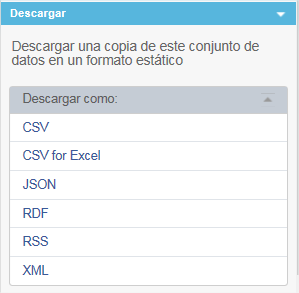 Descargar
Descargar una copia de este conjunto de
datos en un formato estático
Descargar como:
CSV
CSV for Excel
JSON
RDF
RSS
XML